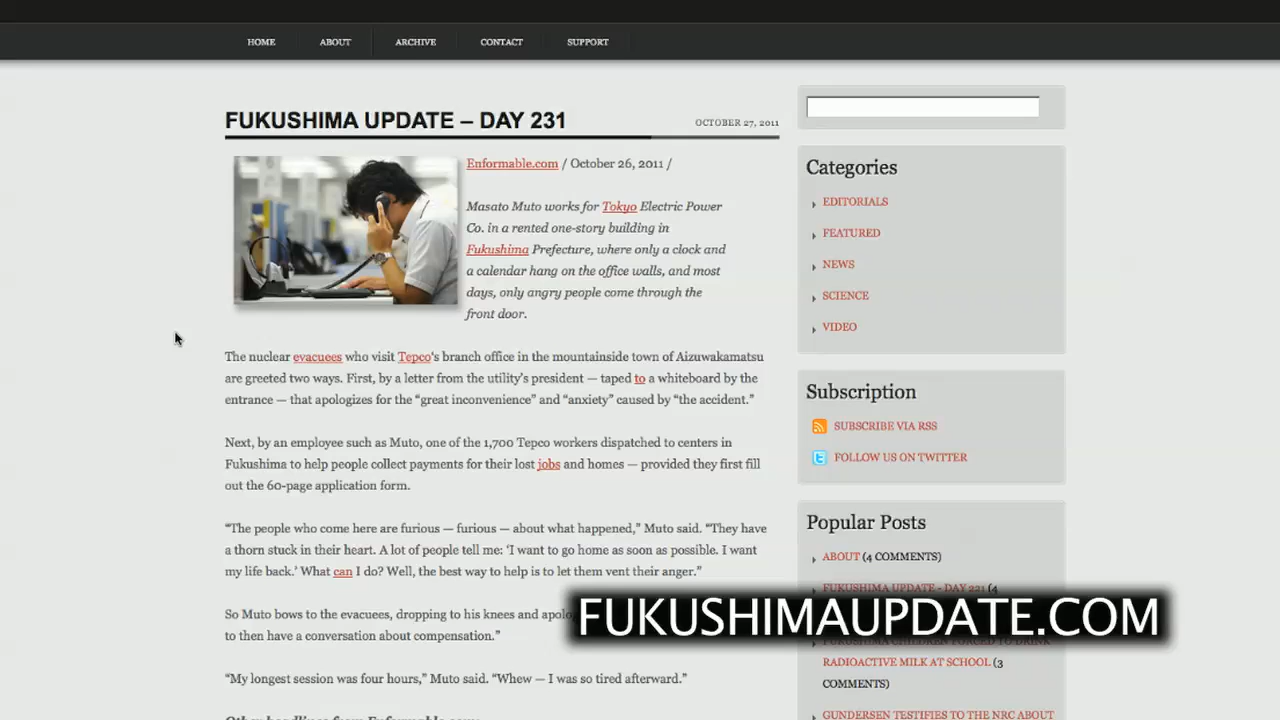 HOME ABOUT ARCHIVE CONTACT SUPPORT
FUKUSHIMA UPDATE – DAY 231
OCTOBER 27, 2011
Enformable.com / October 26, 2011 /
Masato Muto works for Tokyo Electric Power
Co. in a rented one-story building in
Fukushima Prefecture, where only a clock and
a calendar hang on the office walls, and most
days, only angry people come through the
front door.
The nuclear evacuees who visit Tepco‘s branch office in the mountainside town of Aizuwakamatsu
are greeted two ways. First, by a letter from the utility’s president — taped to a whiteboard by the
entrance — that apologizes for the “great inconvenience” and “anxiety” caused by “the accident.”
Next, by an employee such as Muto, one of the 1,700 Tepco workers dispatched to centers in
Fukushima to help people collect payments for their lost jobs and homes — provided they first fill
out the 60-page application form.
“The people who come here are furious — furious — about what happened,” Muto said. “They have
a thorn stuck in their heart. A lot of people tell me: ‘I want to go home as soon as possible. I want
my life back.’ What can I do? Well, the best way to help is to let them vent their anger.”
So Muto bows to the evacuees, dropping to his knees and
to then have a conversation about compensation.”
“My longest session was four hours,” Muto said. “Whew — I was so tired afterward.”
Other headlines from Enformable.com
Categories
EDITORIALS
FEATURED
NEWS
SCIENCE
VIDEO
Subscription
SUBSCRIBE VIA RSS
FOLLOW US ON TWITTER
Popular Posts
ABOUT (4 COMMENTS)
FUKUSHIMA UPDATE - DAY 221 (4
FUKUSHIMAUPDATE.COM
FUKUSHIMA CHILDREN FORCED TO DRINK
RADIOACTIVE MILK AT SCHOOL (3
COMMENTS)
GUNDERSEN TESTIFIES TO THE NRC ABOUT